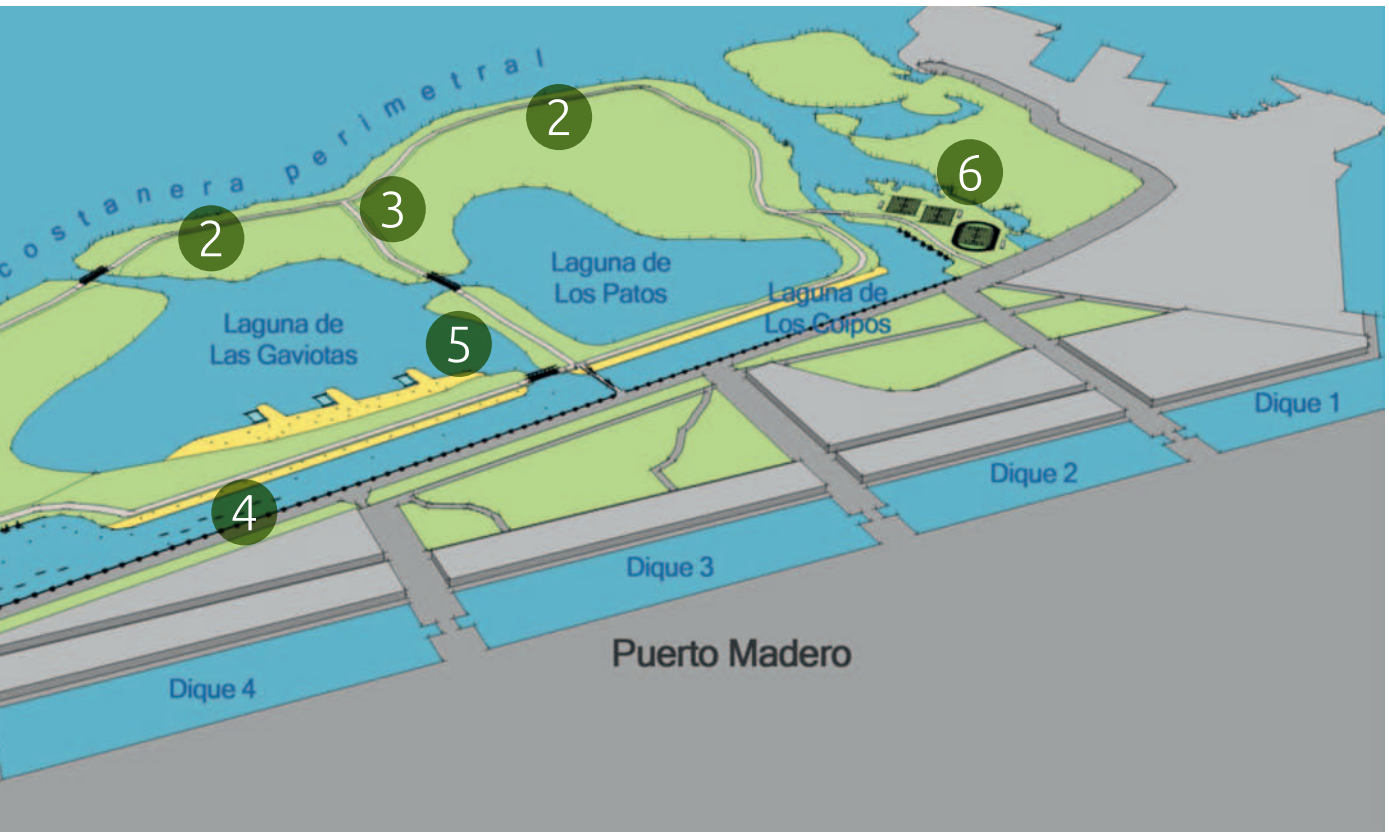 costanera perimetral
2
6
3
2
Laguna de
Los Patos
Laguna de
Los Coipos
Laguna de
Las Gaviotas
5
Dique 1
Dique 2
4
Dique 3
Puerto Madero
Dique 4